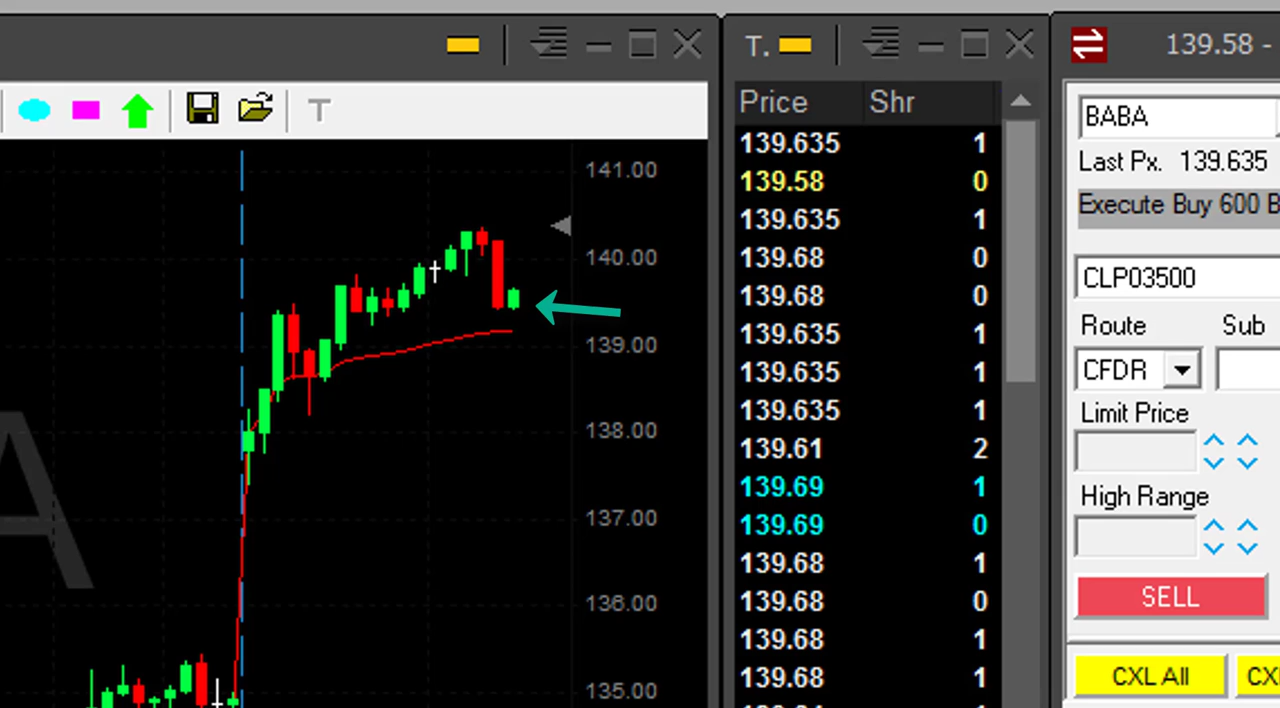 T.
139.58 -
T
A
141.00
140.00
139.00
138.00
137.00
136.00
135.00
Price Shr
139.635 1
139.58 0
139.635 1
139.68 0
139.68 0
139.635 1
139.635 1
139.635 1
139.61 2
139.69 1
139.69 0
139.68 1
139.68 0
139.68 1
139.68 1
BABA
Last Px. 139.635
Execute Buy 600 B
CLP03500
Route Sub
CFDR
Limit Price
High Range
SELL
CXL All CX